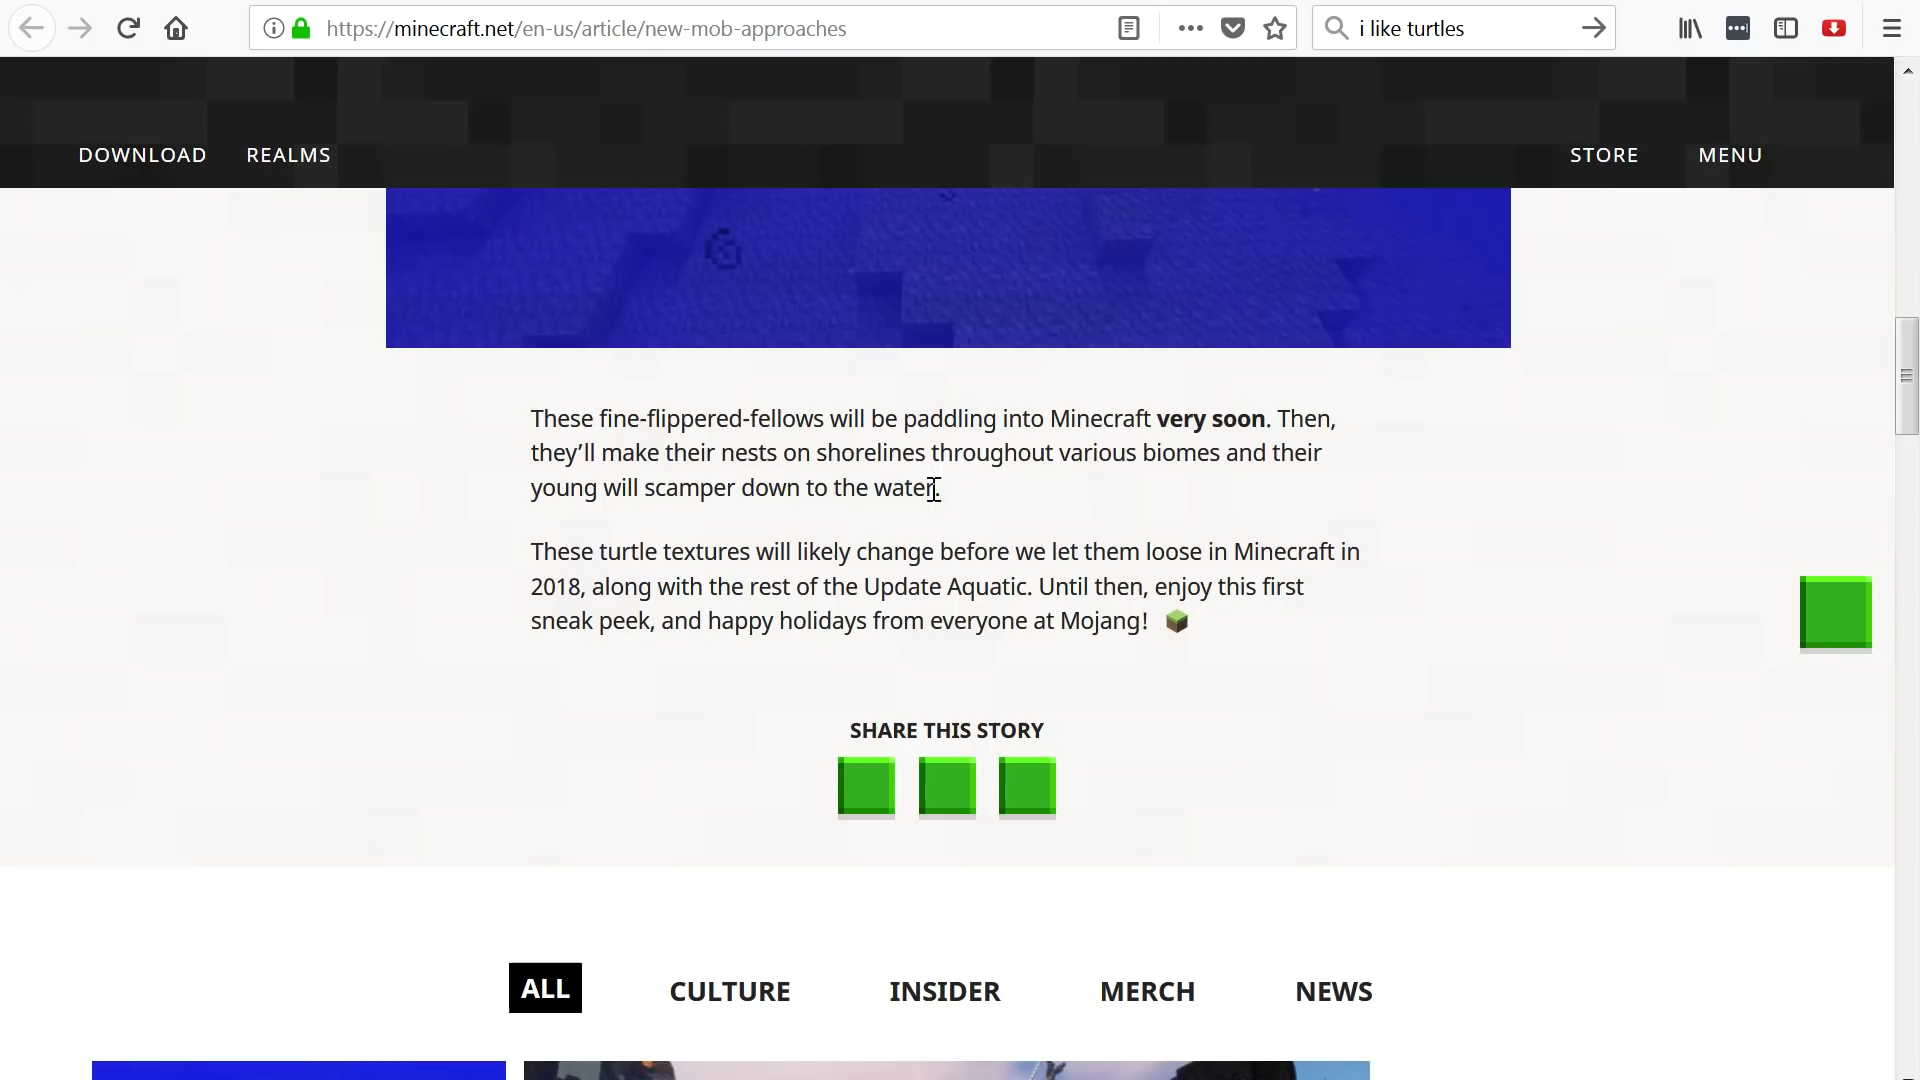 https://minecraft.net/en-us/article/new-mob-approaches
i like turtles
DOWNLOAD REALMS STORE MENU
These fine-flippered-fellows will be paddling into Minecraft very soon. Then,
they’ll make their nests on shorelines throughout various biomes and their
young will scamper down to the water.
These turtle textures will likely change before we let them loose in Minecraft in
2018, along with the rest of the Update Aquatic. Until then, enjoy this first
sneak peek, and happy holidays from everyone at Mojang!
SHARE THIS STORY
ALL CULTURE INSIDER MERCH NEWS